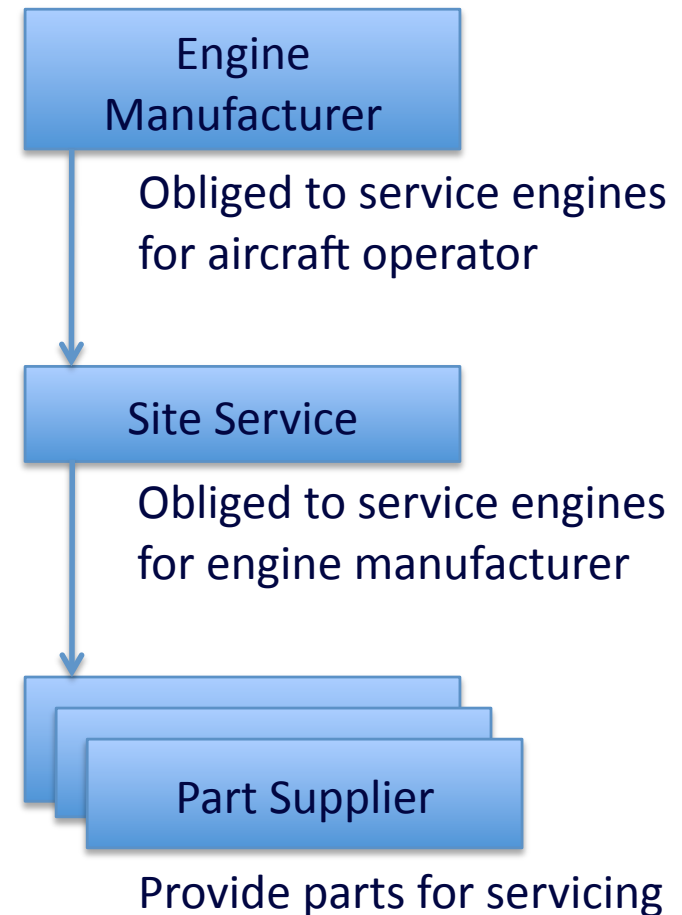 Engine
Manufacturer
Obliged to service engines
for aircraft operator
Site Service
Obliged to service engines
for engine manufacturer
Part Supplier
Provide parts for servicing